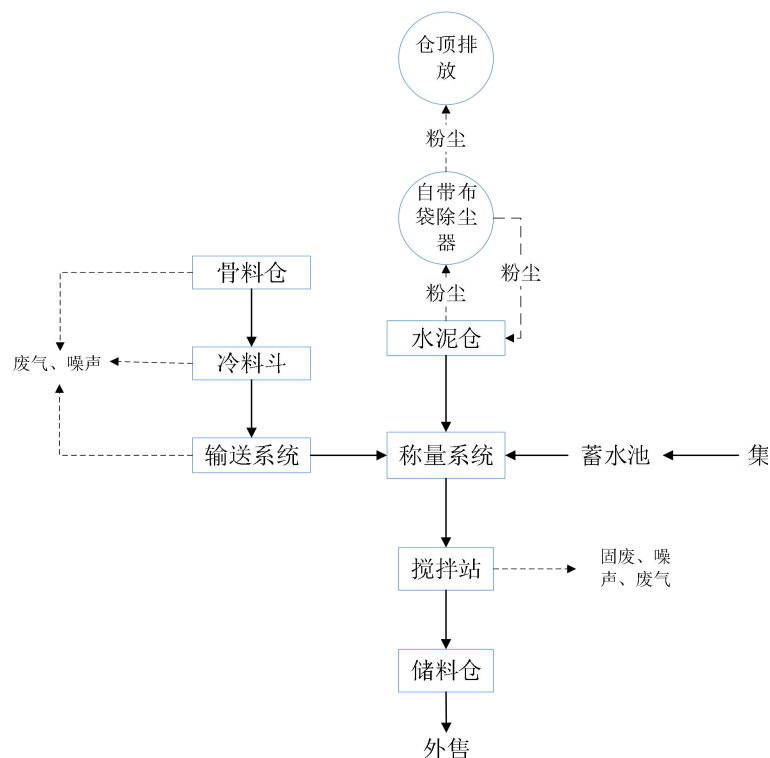 仓顶排
放
粉尘
自带布
袋除尘
器
粉尘
粉尘
骨料仓
水泥仓
废气、噪声
冷料斗
输送系统
称量系统
蓄水池
集
搅拌站
固废、噪
声、废气
储料仓
外售